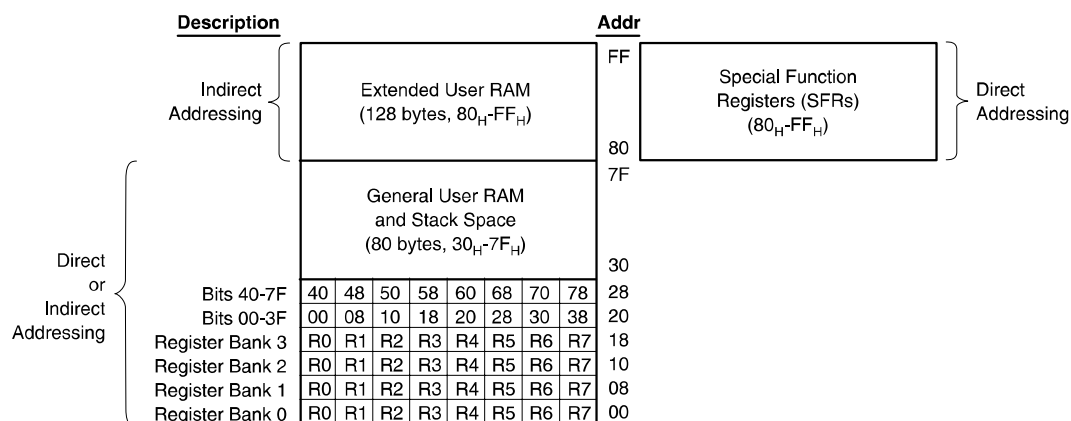 Description Addr
FF
Indirect
Addressing
Extended User RAM
(128 bytes, 80H-FFH)
Special Function
Registers (SFRs)
(80H-FFH)
Direct
Addressing
80
7F
General User RAM
and Stack Space
(80 bytes, 30H-7FH)
30
Direct
or
Indirect
Addressing
Bits 40-7F 40 48 50 58 60 68 70 78 28
Bits 00-3F 00 08 10 18 20 28 30 38 20
Register Bank 3 R0 R1 R2 R3 R4 R5 R6 R7 18
Register Bank 2 R0 R1 R2 R3 R4 R5 R6 R7 10
Register Bank 1 R0 R1 R2 R3 R4 R5 R6 R7 08
Register Bank 0 R0 R1 R2 R3 R4 R5 R6 R7 00